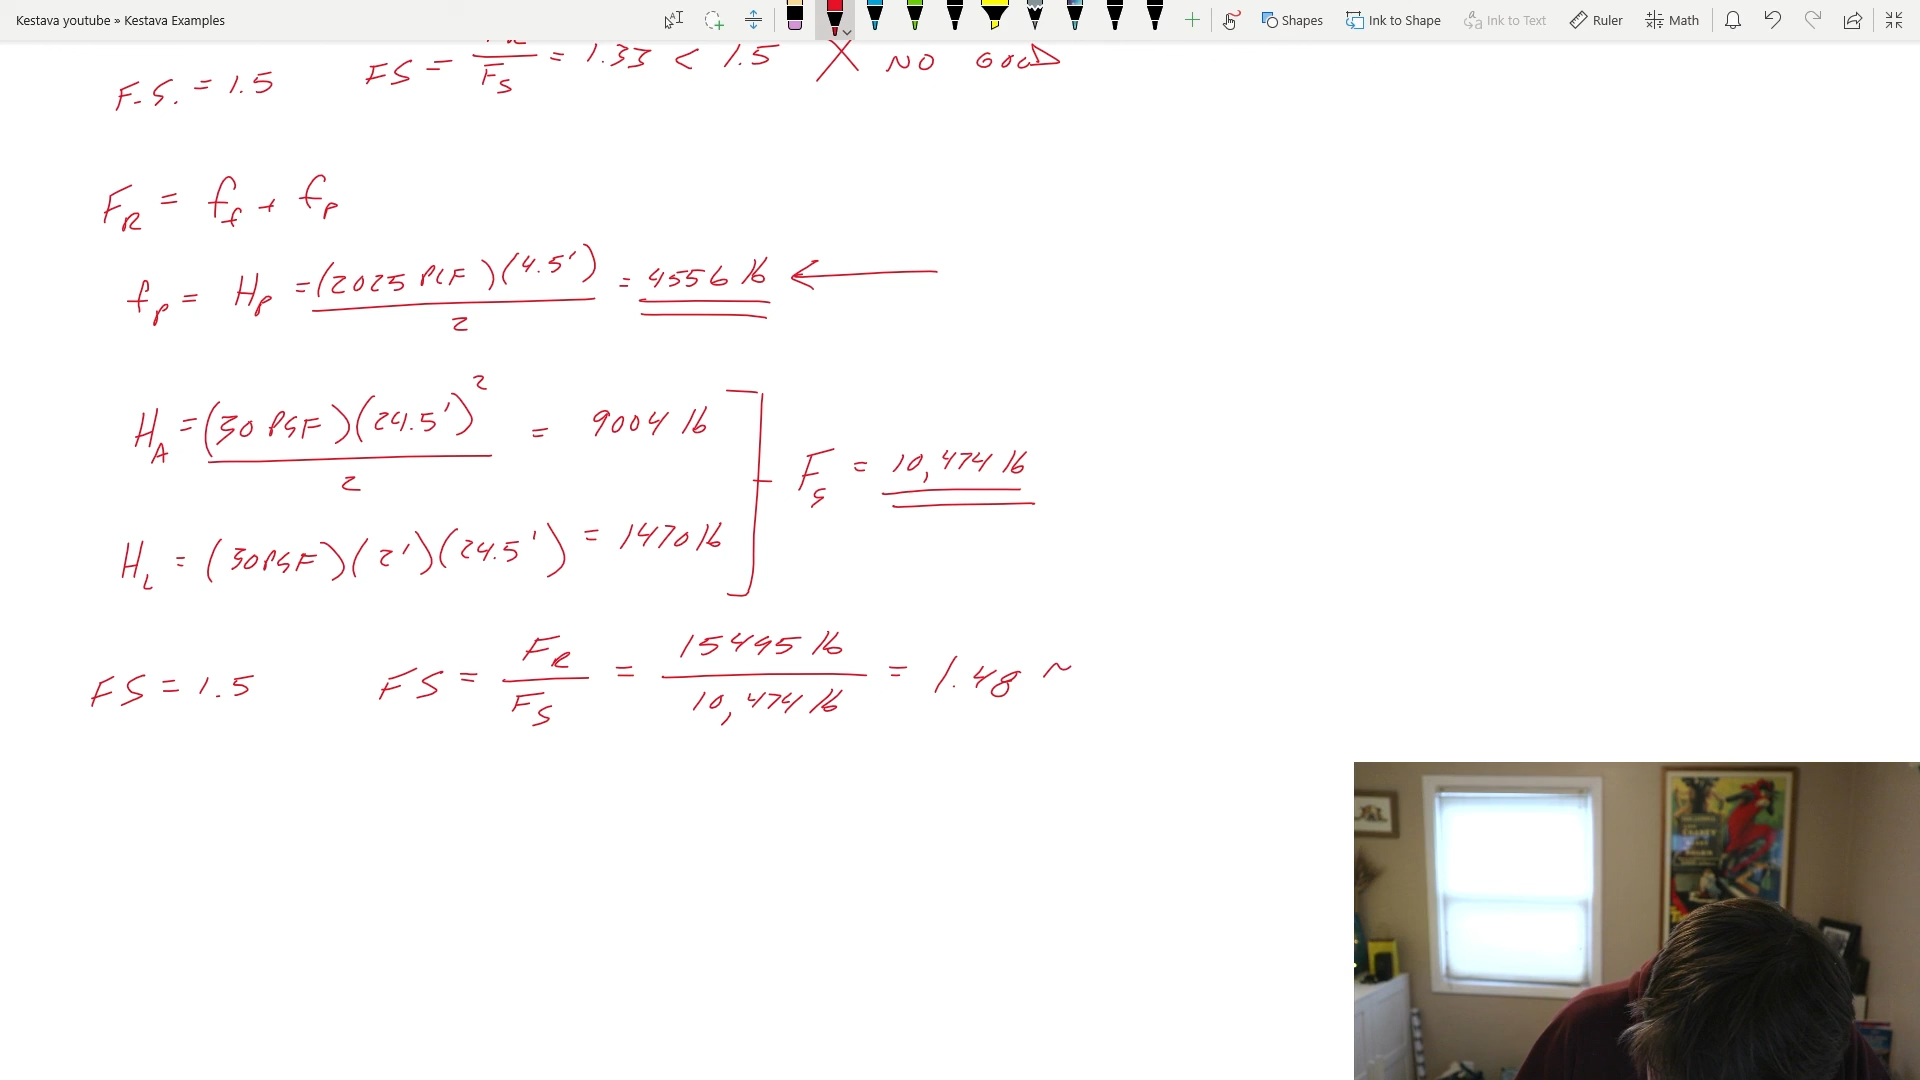 Kestava youtube » Kestava Examples
Shapes Ink to Shape Ink to Text Ruler Math
F.S. = 1.5 FS = FR / FS = 1.33 < 1.5 X NO GOOD
FR = ff + fp
fp = HP = (2025 PLF)(4.5') / 2 = 4556 lb ←
HA = (30 PSF)(24.5')² / 2 = 9004 lb
FS = 10,474 lb
HL = (30PSF)(2')(24.5') = 1470 lb
FS = 1.5 FS = FR / FS = 15495 lb / 10,474 lb = 1.48 ~